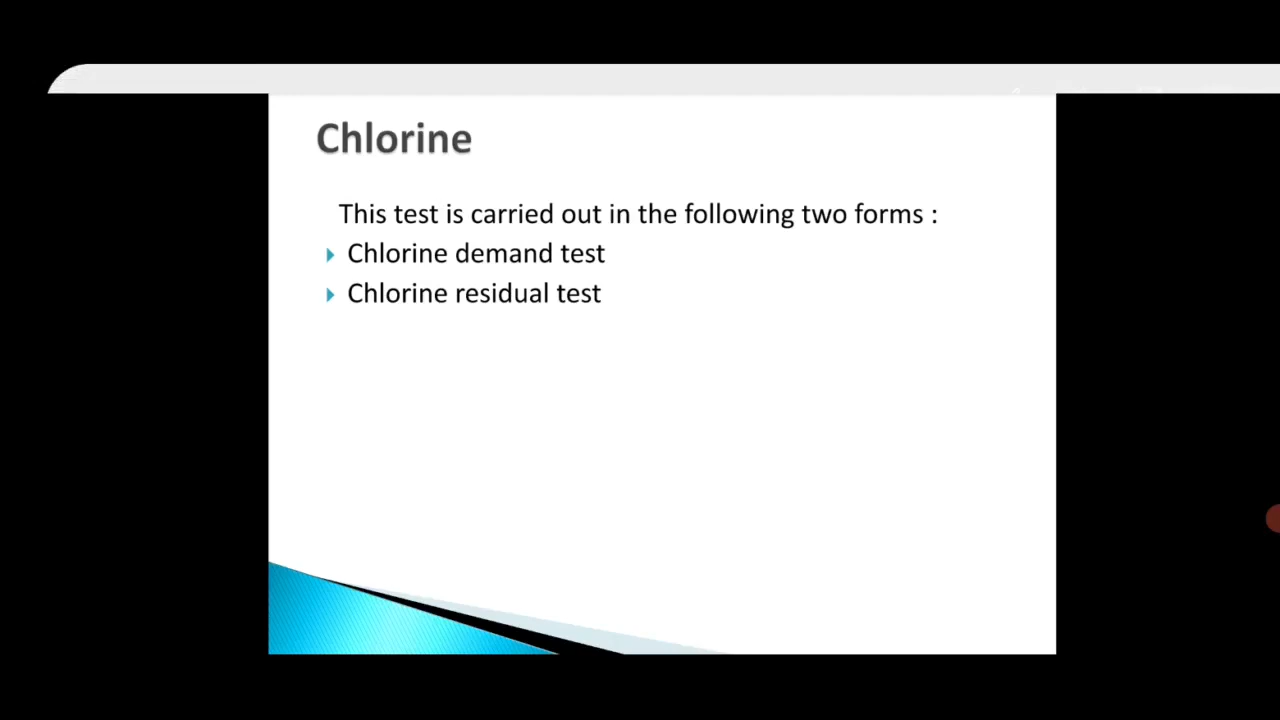 Chlorine
This test is carried out in the following two forms :
Chlorine demand test
Chlorine residual test